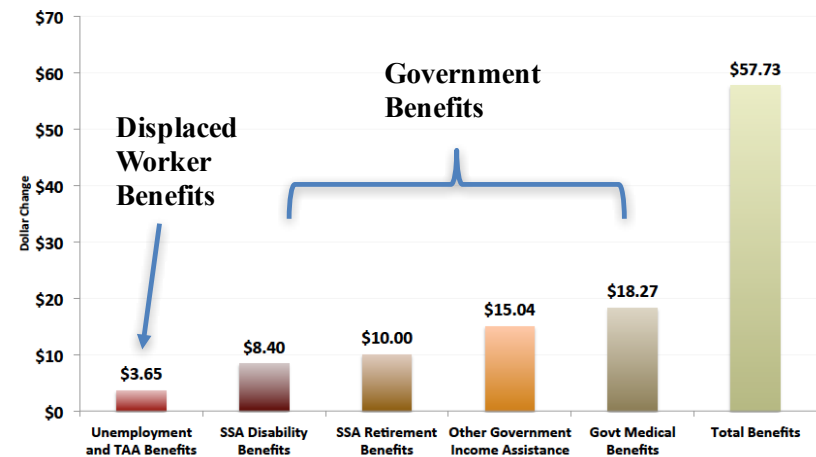 $70
$60
$50
$40
$30
$20
$10
$0
Dollar Change
Displaced
Worker
Benefits
Government
Benefits
$3.65
$8.40
$10.00
$15.04
$18.27
$57.73
Unemployment
and TAA Benefits
SSA Disability
Benefits
SSA Retirement
Benefits
Other Government
Income Assistance
Govt Medical
Benefits
Total Benefits